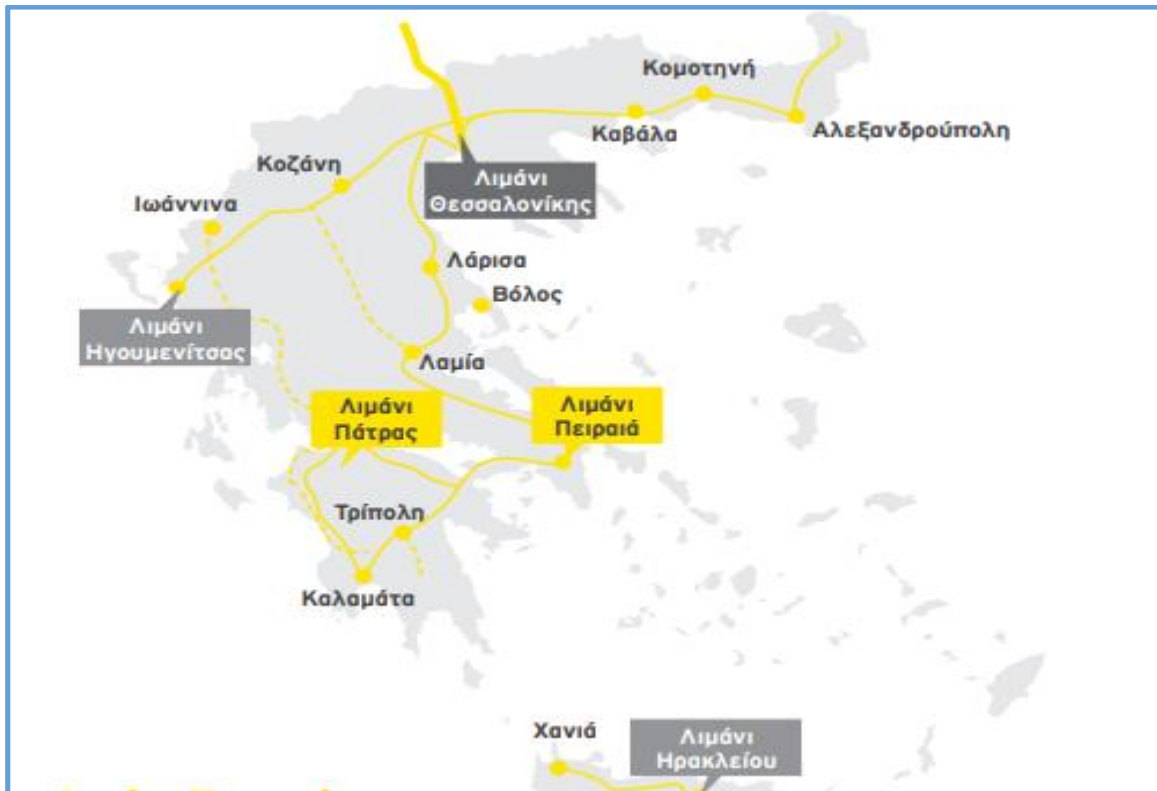 Κομοτηνή
Καβάλα
Αλεξανδρούπολη
Κοζάνη
Λιμάνι
Θεσσαλονίκης
Ιωάννινα
Λάρισα
Βόλος
Λιμάνι
Ηγουμενίτσας
Λαμία
Λιμάνι
Πάτρας
Λιμάνι
Πειραιά
Τρίπολη
Καλαμάτα
Χανιά
Λιμάνι
Ηρακλείου